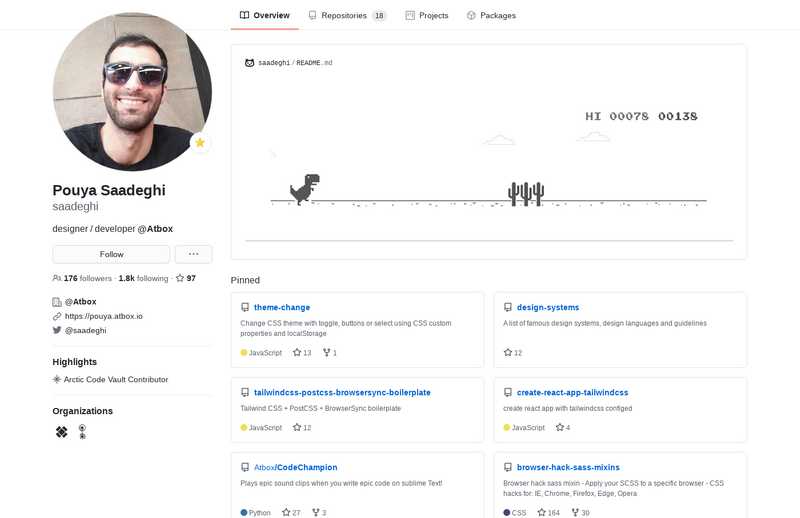 Overview
Repositories 18
Projects
Packages
saadeghi / README.md
HI 00078 00138
Pouya Saadeghi
saadeghi
designer / developer @Atbox
Follow
176 followers · 1.8k following · 97
@Atbox
https://pouya.atbox.io
@saadeghi
Highlights
Arctic Code Vault Contributor
Organizations
Pinned
theme-change
Change CSS theme with toggle, buttons or select using CSS custom
properties and localStorage
JavaScript 13 1
design-systems
A list of famous design systems, design languages and guidelines
12
tailwindcss-postcss-browsersync-boilerplate
Tailwind CSS + PostCSS + BrowserSync boilerplate
JavaScript 12
create-react-app-tailwindcss
create react app with tailwindcss configed
JavaScript 4
Atbox/CodeChampion
Plays epic sound clips when you write epic code on sublime Text!
Python 27 3
browser-hack-sass-mixins
Browser hack sass mixin - Apply your SCSS to a specific browser - CSS
hacks for: IE, Chrome, Firefox, Edge, Opera
CSS 164 30